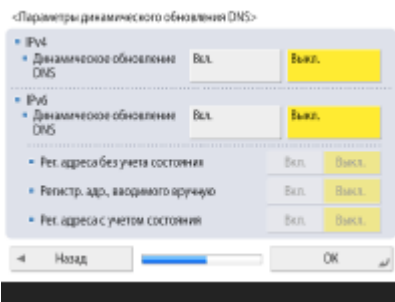 <Параметры динамического обновления DNS>
IPv4
Динамическое обновление DNS Вкл. Выкл.
IPv6
Динамическое обновление DNS Вкл. Выкл.
Рег. адреса без учета состояния Вкл. Выкл.
Регистр. адр., вводимого вручную Вкл. Выкл.
Рег. адреса с учетом состояния Вкл. Выкл.
Назад OK